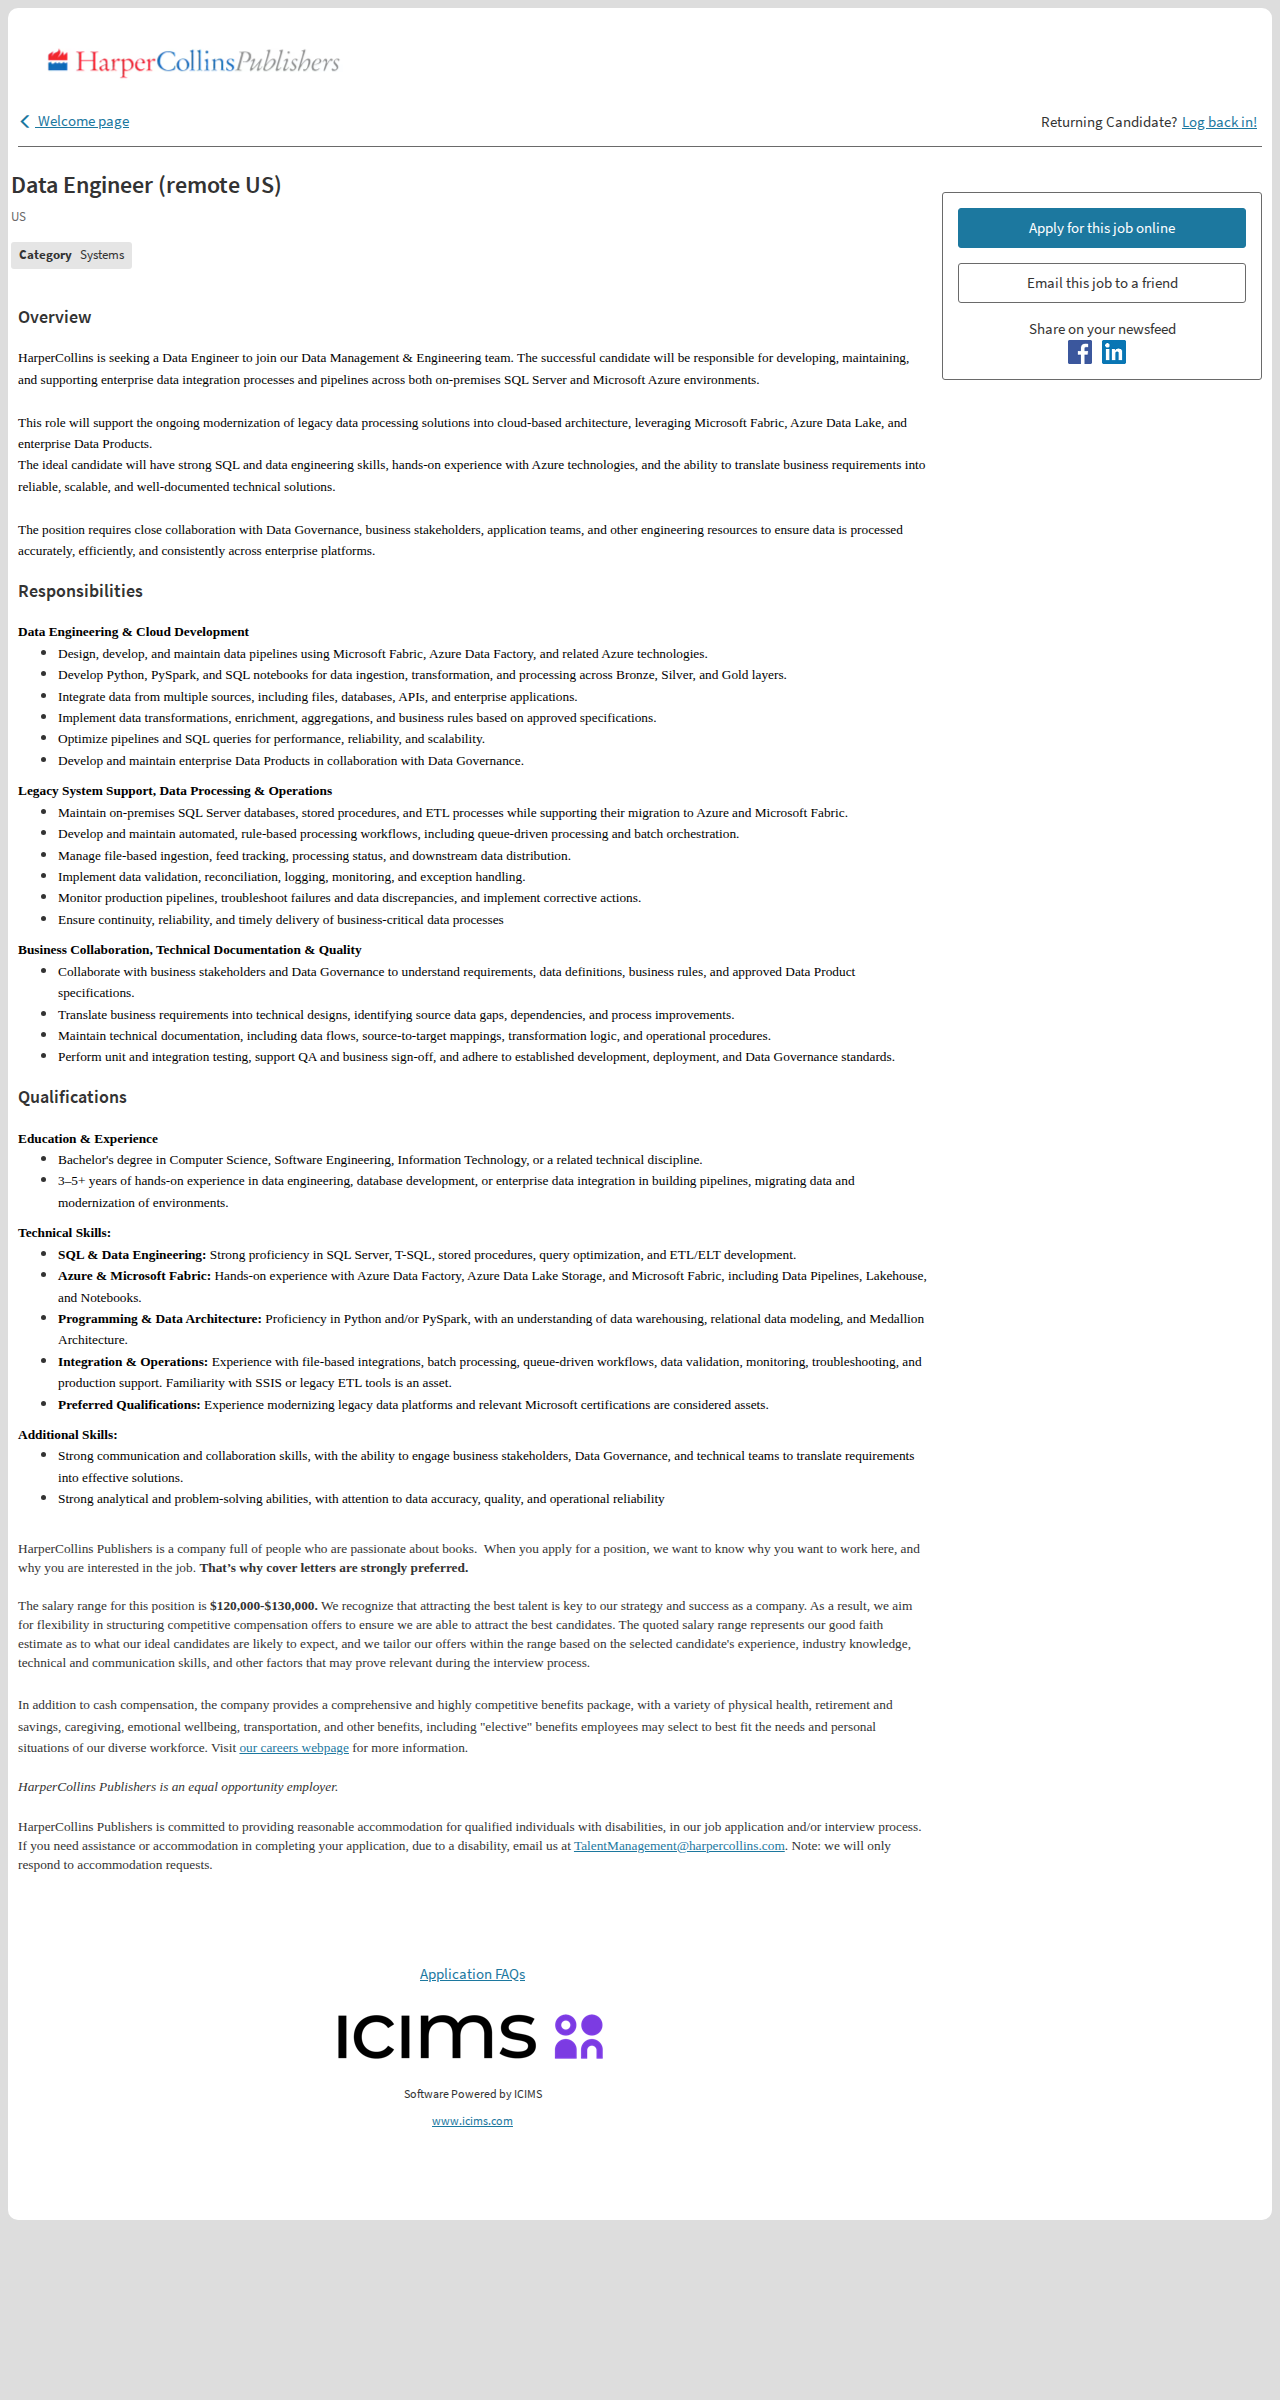 HarperCollinsPublishers
Welcome page
Returning Candidate? Log back in!
Data Engineer (remote US)
US
Category Systems
Apply for this job online
Email this job to a friend
Share on your newsfeed
Overview
HarperCollins is seeking a Data Engineer to join our Data Management & Engineering team. The successful candidate will be responsible for developing, maintaining,
and supporting enterprise data integration processes and pipelines across both on-premises SQL Server and Microsoft Azure environments.
This role will support the ongoing modernization of legacy data processing solutions into cloud-based architecture, leveraging Microsoft Fabric, Azure Data Lake, and
enterprise Data Products.
The ideal candidate will have strong SQL and data engineering skills, hands-on experience with Azure technologies, and the ability to translate business requirements into
reliable, scalable, and well-documented technical solutions.
The position requires close collaboration with Data Governance, business stakeholders, application teams, and other engineering resources to ensure data is processed
accurately, efficiently, and consistently across enterprise platforms.
Responsibilities
Data Engineering & Cloud Development
• Design, develop, and maintain data pipelines using Microsoft Fabric, Azure Data Factory, and related Azure technologies.
• Develop Python, PySpark, and SQL notebooks for data ingestion, transformation, and processing across Bronze, Silver, and Gold layers.
• Integrate data from multiple sources, including files, databases, APIs, and enterprise applications.
• Implement data transformations, enrichment, aggregations, and business rules based on approved specifications.
• Optimize pipelines and SQL queries for performance, reliability, and scalability.
• Develop and maintain enterprise Data Products in collaboration with Data Governance.
Legacy System Support, Data Processing & Operations
• Maintain on-premises SQL Server databases, stored procedures, and ETL processes while supporting their migration to Azure and Microsoft Fabric.
• Develop and maintain automated, rule-based processing workflows, including queue-driven processing and batch orchestration.
• Manage file-based ingestion, feed tracking, processing status, and downstream data distribution.
• Implement data validation, reconciliation, logging, monitoring, and exception handling.
• Monitor production pipelines, troubleshoot failures and data discrepancies, and implement corrective actions.
• Ensure continuity, reliability, and timely delivery of business-critical data processes
Business Collaboration, Technical Documentation & Quality
• Collaborate with business stakeholders and Data Governance to understand requirements, data definitions, business rules, and approved Data Product
specifications.
• Translate business requirements into technical designs, identifying source data gaps, dependencies, and process improvements.
• Maintain technical documentation, including data flows, source-to-target mappings, transformation logic, and operational procedures.
• Perform unit and integration testing, support QA and business sign-off, and adhere to established development, deployment, and Data Governance standards.
Qualifications
Education & Experience
• Bachelor's degree in Computer Science, Software Engineering, Information Technology, or a related technical discipline.
• 3–5+ years of hands-on experience in data engineering, database development, or enterprise data integration in building pipelines, migrating data and
modernization of environments.
Technical Skills:
• SQL & Data Engineering: Strong proficiency in SQL Server, T-SQL, stored procedures, query optimization, and ETL/ELT development.
• Azure & Microsoft Fabric: Hands-on experience with Azure Data Factory, Azure Data Lake Storage, and Microsoft Fabric, including Data Pipelines, Lakehouse,
and Notebooks.
• Programming & Data Architecture: Proficiency in Python and/or PySpark, with an understanding of data warehousing, relational data modeling, and Medallion
Architecture.
• Integration & Operations: Experience with file-based integrations, batch processing, queue-driven workflows, data validation, monitoring, troubleshooting, and
production support. Familiarity with SSIS or legacy ETL tools is an asset.
• Preferred Qualifications: Experience modernizing legacy data platforms and relevant Microsoft certifications are considered assets.
Additional Skills:
• Strong communication and collaboration skills, with the ability to engage business stakeholders, Data Governance, and technical teams to translate requirements
into effective solutions.
• Strong analytical and problem-solving abilities, with attention to data accuracy, quality, and operational reliability
HarperCollins Publishers is a company full of people who are passionate about books.  When you apply for a position, we want to know why you want to work here, and
why you are interested in the job. That’s why cover letters are strongly preferred.
The salary range for this position is $120,000-$130,000. We recognize that attracting the best talent is key to our strategy and success as a company. As a result, we aim
for flexibility in structuring competitive compensation offers to ensure we are able to attract the best candidates. The quoted salary range represents our good faith
estimate as to what our ideal candidates are likely to expect, and we tailor our offers within the range based on the selected candidate's experience, industry knowledge,
technical and communication skills, and other factors that may prove relevant during the interview process.
In addition to cash compensation, the company provides a comprehensive and highly competitive benefits package, with a variety of physical health, retirement and
savings, caregiving, emotional wellbeing, transportation, and other benefits, including "elective" benefits employees may select to best fit the needs and personal
situations of our diverse workforce. Visit our careers webpage for more information.
HarperCollins Publishers is an equal opportunity employer.
HarperCollins Publishers is committed to providing reasonable accommodation for qualified individuals with disabilities, in our job application and/or interview process.
If you need assistance or accommodation in completing your application, due to a disability, email us at TalentManagement@harpercollins.com. Note: we will only
respond to accommodation requests.
Application FAQs
ICIMS
Software Powered by ICIMS
www.icims.com